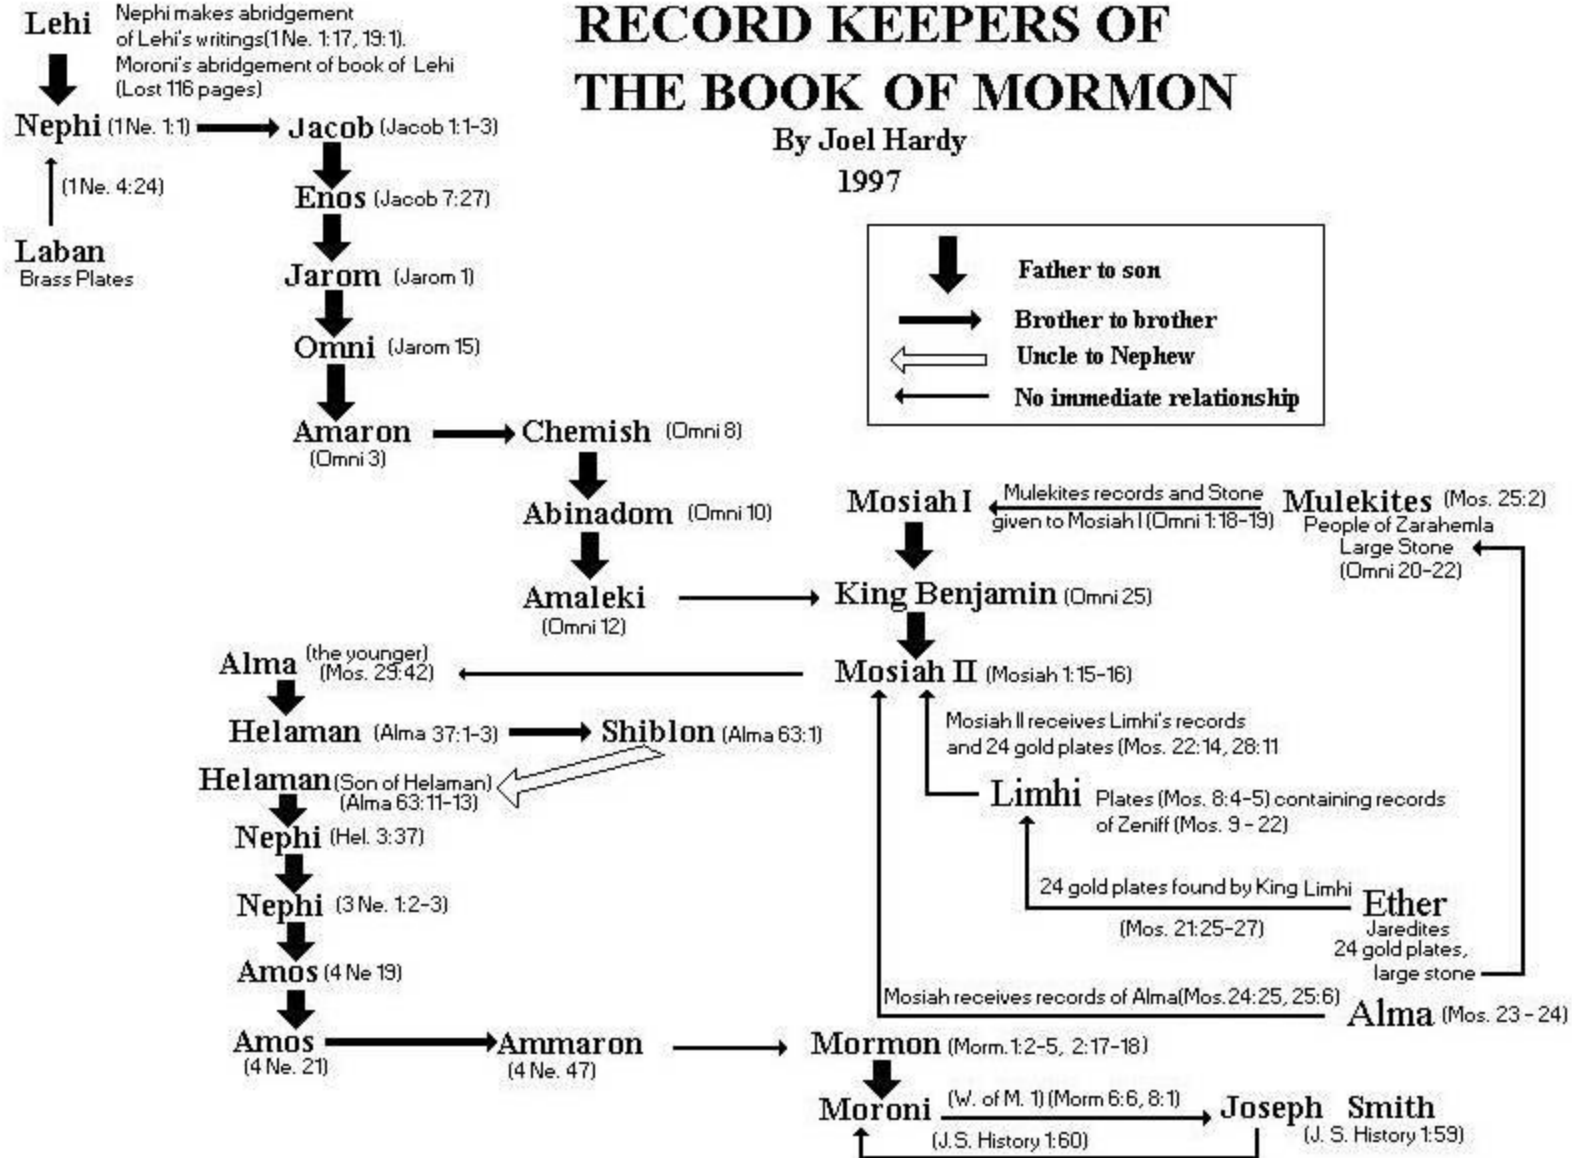 RECORD KEEPERS OF
THE BOOK OF MORMON
By Joel Hardy
1997
Lehi
Nephi makes abridgement
of Lehi's writings(1 Ne. 1:17, 19:1).
Moroni's abridgement of book of Lehi
(Lost 116 pages)
Nephi (1 Ne. 1:1)
Jacob (Jacob 1:1-3)
(1 Ne. 4:24)
Enos (Jacob 7:27)
Laban
Brass Plates
Jarom (Jarom 1)
Omni (Jarom 15)
Father to son
Brother to brother
Uncle to Nephew
No immediate relationship
Amaron
(Omni 3)
Chemish (Omni 8)
Abinadom (Omni 10)
Mosiah I
Mulekites records and Stone
given to Mosiah I (Omni 1:18-19)
Mulekites (Mos. 25:2)
People of Zarahemla
Large Stone
(Omni 20-22)
Amaleki
(Omni 12)
King Benjamin (Omni 25)
Alma (the younger)
(Mos. 29:42)
Mosiah II (Mosiah 1:15-16)
Helaman (Alma 37:1-3)
Shiblon (Alma 63:1)
Mosiah II receives Limhi's records
and 24 gold plates (Mos. 22:14, 28:11
Helaman (Son of Helaman)
(Alma 63:11-13)
Limhi Plates (Mos. 8:4-5) containing records
of Zeniff (Mos. 9 - 22)
Nephi (Hel. 3:37)
24 gold plates found by King Limhi
(Mos. 21:25-27)
Ether
Jaredites
24 gold plates,
large stone
Nephi (3 Ne. 1:2-3)
Amos (4 Ne 19)
Mosiah receives records of Alma(Mos.24:25, 25:6)
Alma (Mos. 23 - 24)
Amos
(4 Ne. 21)
Ammaron
(4 Ne. 47)
Mormon (Morm. 1:2-5, 2:17-18)
Moroni
(W. of M. 1) (Morm 6:6, 8:1)
(J.S. History 1:60)
Joseph Smith
(J. S. History 1:59)